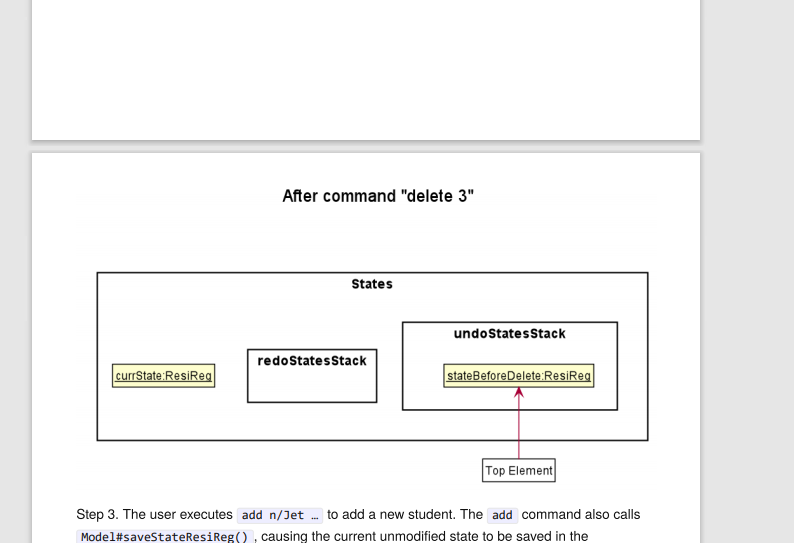 After command "delete 3"
States
undoStatesStack
redoStatesStack
currState:ResiReg
stateBeforeDelete:ResiReg
Top Element
Step 3. The user executes add n/Jet … to add a new student. The add command also calls
Model#saveStateResiReg() , causing the current unmodified state to be saved in the